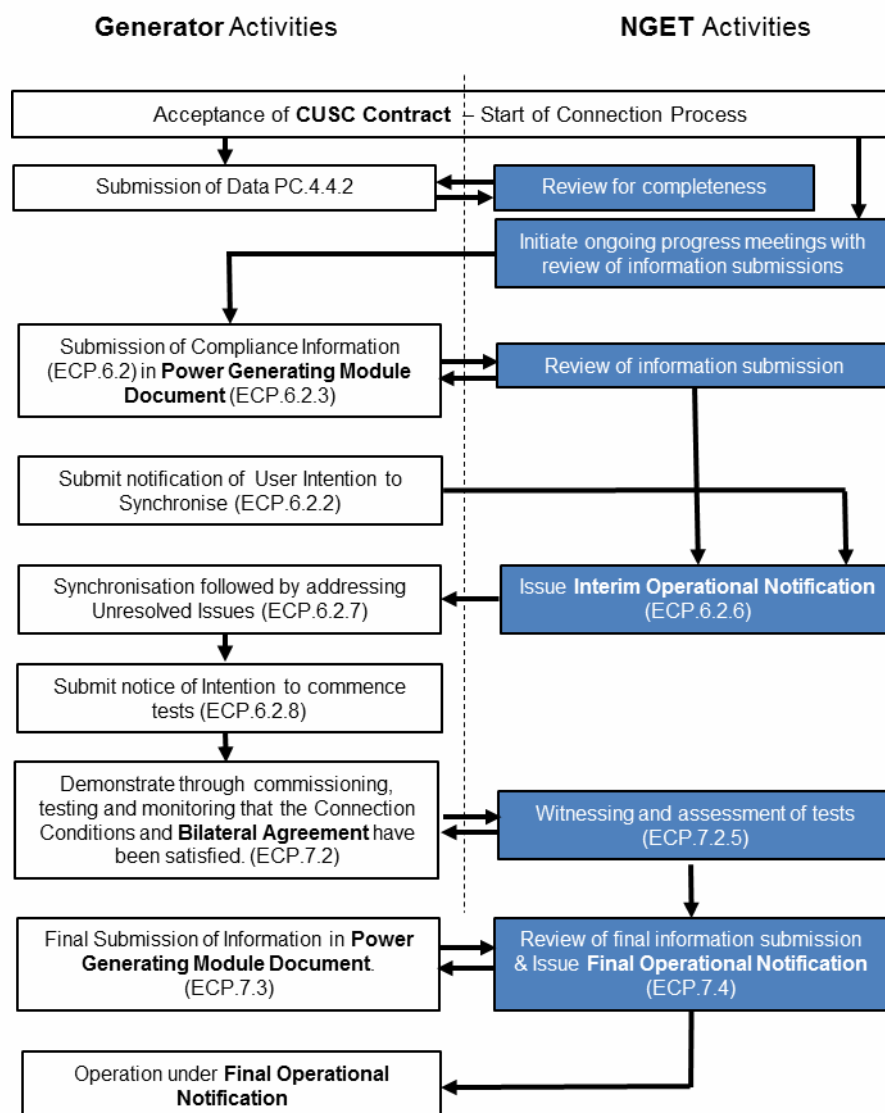 Generator Activities
NGET Activities
Acceptance of CUSC Contract – Start of Connection Process
Submission of Data PC.4.4.2
Review for completeness
Initiate ongoing progress meetings with
review of information submissions
Submission of Compliance Information
(ECP.6.2) in Power Generating Module
Document (ECP.6.2.3)
Review of information submission
Submit notification of User Intention to
Synchronise (ECP.6.2.2)
Synchronisation followed by addressing
Unresolved Issues (ECP.6.2.7)
Issue Interim Operational Notification
(ECP.6.2.6)
Submit notice of Intention to commence
tests (ECP.6.2.8)
Demonstrate through commissioning,
testing and monitoring that the Connection
Conditions and Bilateral Agreement have
been satisfied. (ECP.7.2)
Witnessing and assessment of tests
(ECP.7.2.5)
Final Submission of Information in Power
Generating Module Document.
(ECP.7.3)
Review of final information submission
& Issue Final Operational Notification
(ECP.7.4)
Operation under Final Operational
Notification